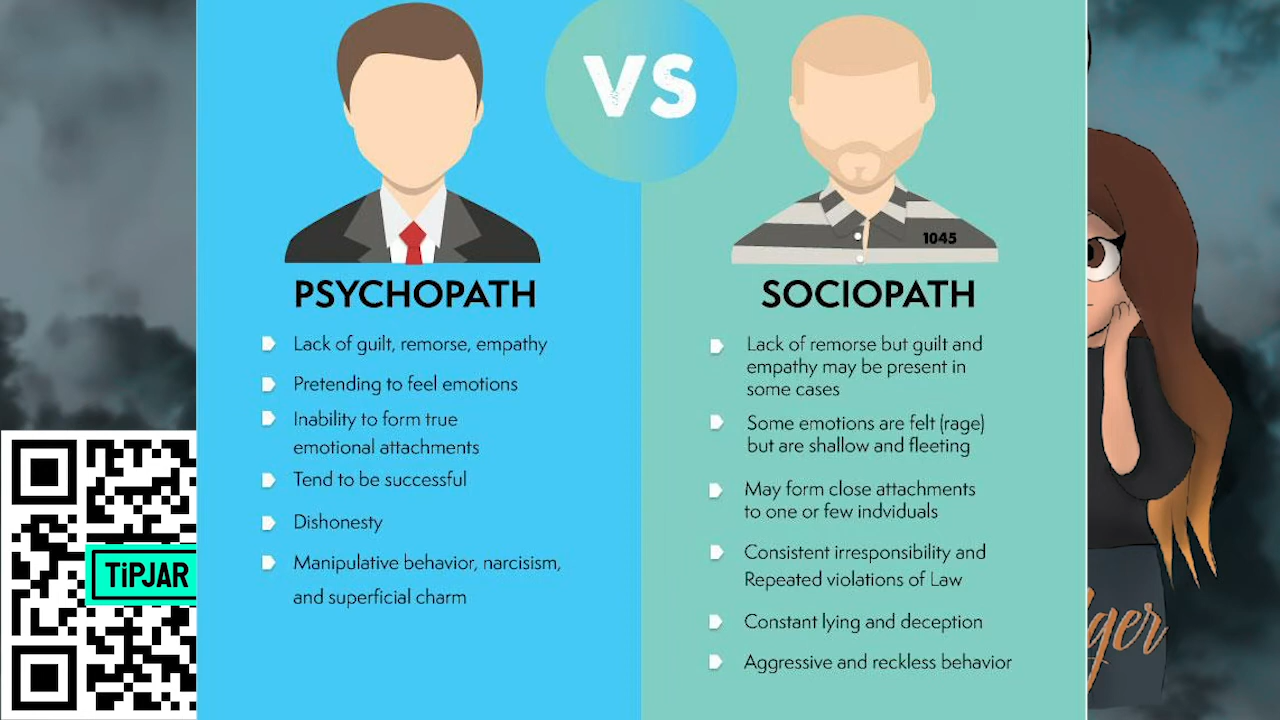 VS
1045
PSYCHOPATH
Lack of guilt, remorse, empathy
Pretending to feel emotions
Inability to form true
emotional attachments
Tend to be successful
Dishonesty
Manipulative behavior, narcisism,
and superficial charm
SOCIOPATH
Lack of remorse but guilt and
empathy may be present in
some cases
Some emotions are felt (rage)
but are shallow and fleeting
May form close attachments
to one or few indviduals
Consistent irresponsibility and
Repeated violations of Law
Constant lying and deception
Aggressive and reckless behavior
TiPJAR